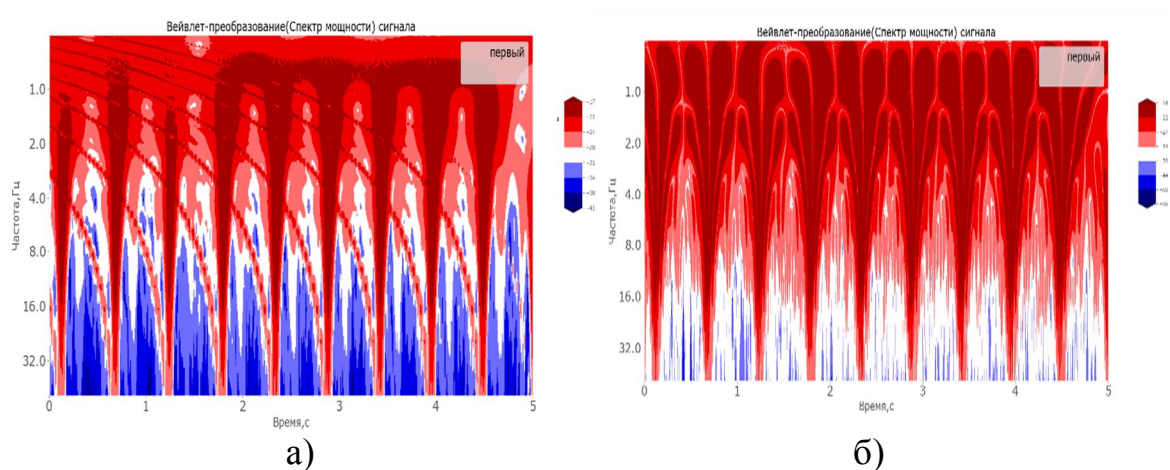 Вейвлет-преобразование(Спектр мощности) сигнала
первый
1.0
2.0
4.0
8.0
16.0
32.0
Частота,Гц
0 1 2 3 4 5
Время,с
а)
Вейвлет-преобразование(Спектр мощности) сигнала
первый
1.0
2.0
4.0
8.0
16.0
32.0
Частота,Гц
0 1 2 3 4 5
Время,с
б)